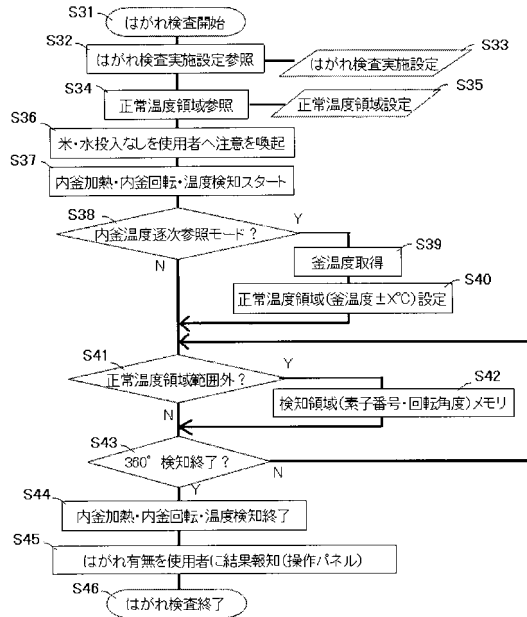 S31
はがれ検査開始
S32
はがれ検査実施設定参照
S33
はがれ検査実施設定
S34
正常温度領域参照
S35
正常温度領域設定
S36
米・水投入なしを使用者へ注意を喚起
S37
内釜加熱・内釜回転・温度検知スタート
S38
内釜温度逐次参照モード？
Y
N
S39
釜温度取得
S40
正常温度領域(釜温度±X℃)設定
S41
正常温度領域範囲外？
Y
N
S42
検知領域(素子番号・回転角度)メモリ
S43
360°検知終了？
N
Y
S44
内釜加熱・内釜回転・温度検知終了
S45
はがれ有無を使用者に結果報知(操作パネル)
S46
はがれ検査終了